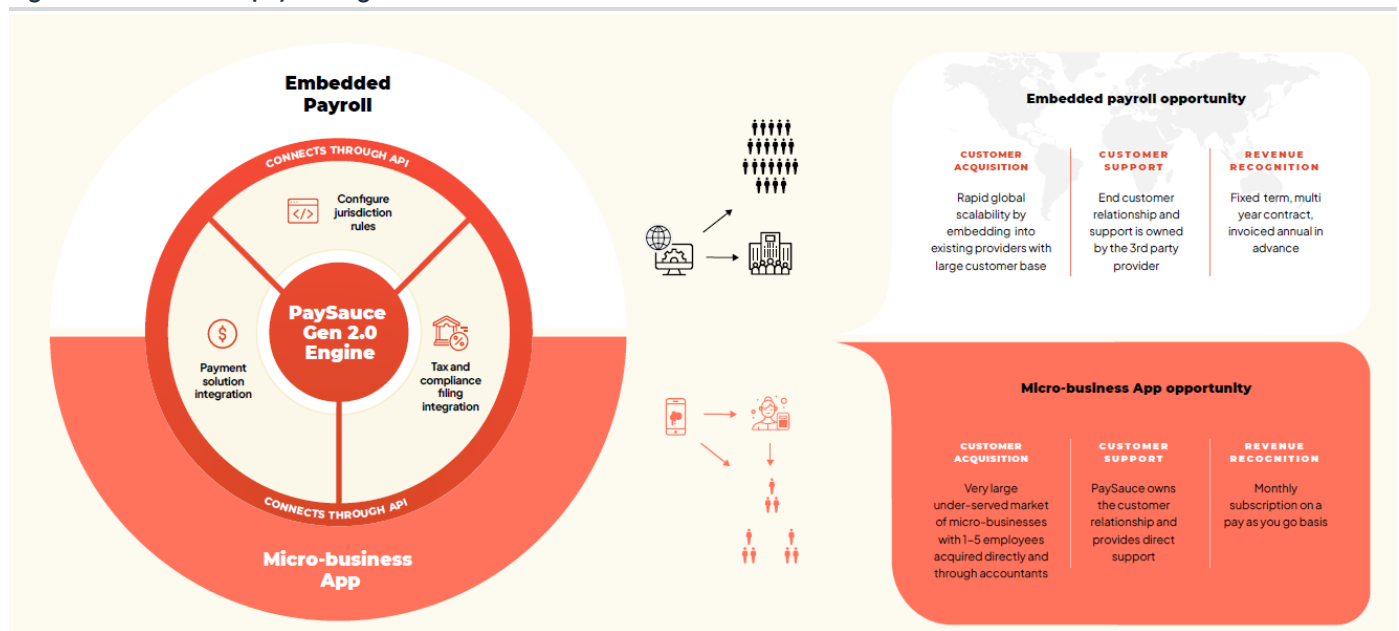 Embedded
Payroll
CONNECTS THROUGH API
Configure
jurisdiction
rules
PaySauce
Gen 2.0
Engine
$
Payment
solution
integration
</>
%
Tax and
compliance
filing
integration
CONNECTS THROUGH API
Micro-business
App
Embedded payroll opportunity
CUSTOMER
ACQUISITION
Rapid global
scalability by
embedding into
existing providers with
large customer base
CUSTOMER
SUPPORT
End customer
relationship and
support is owned
by the 3rd party
provider
REVENUE
RECOGNITION
Fixed term, multi
year contract,
invoiced annual in
advance
Micro-business App opportunity
CUSTOMER
ACQUISITION
Very large
under-served market
of micro-businesses
with 1–5 employees
acquired directly and
through accountants
CUSTOMER
SUPPORT
PaySauce owns
the customer
relationship and
provides direct
support
REVENUE
RECOGNITION
Monthly
subscription on a
pay as you go basis